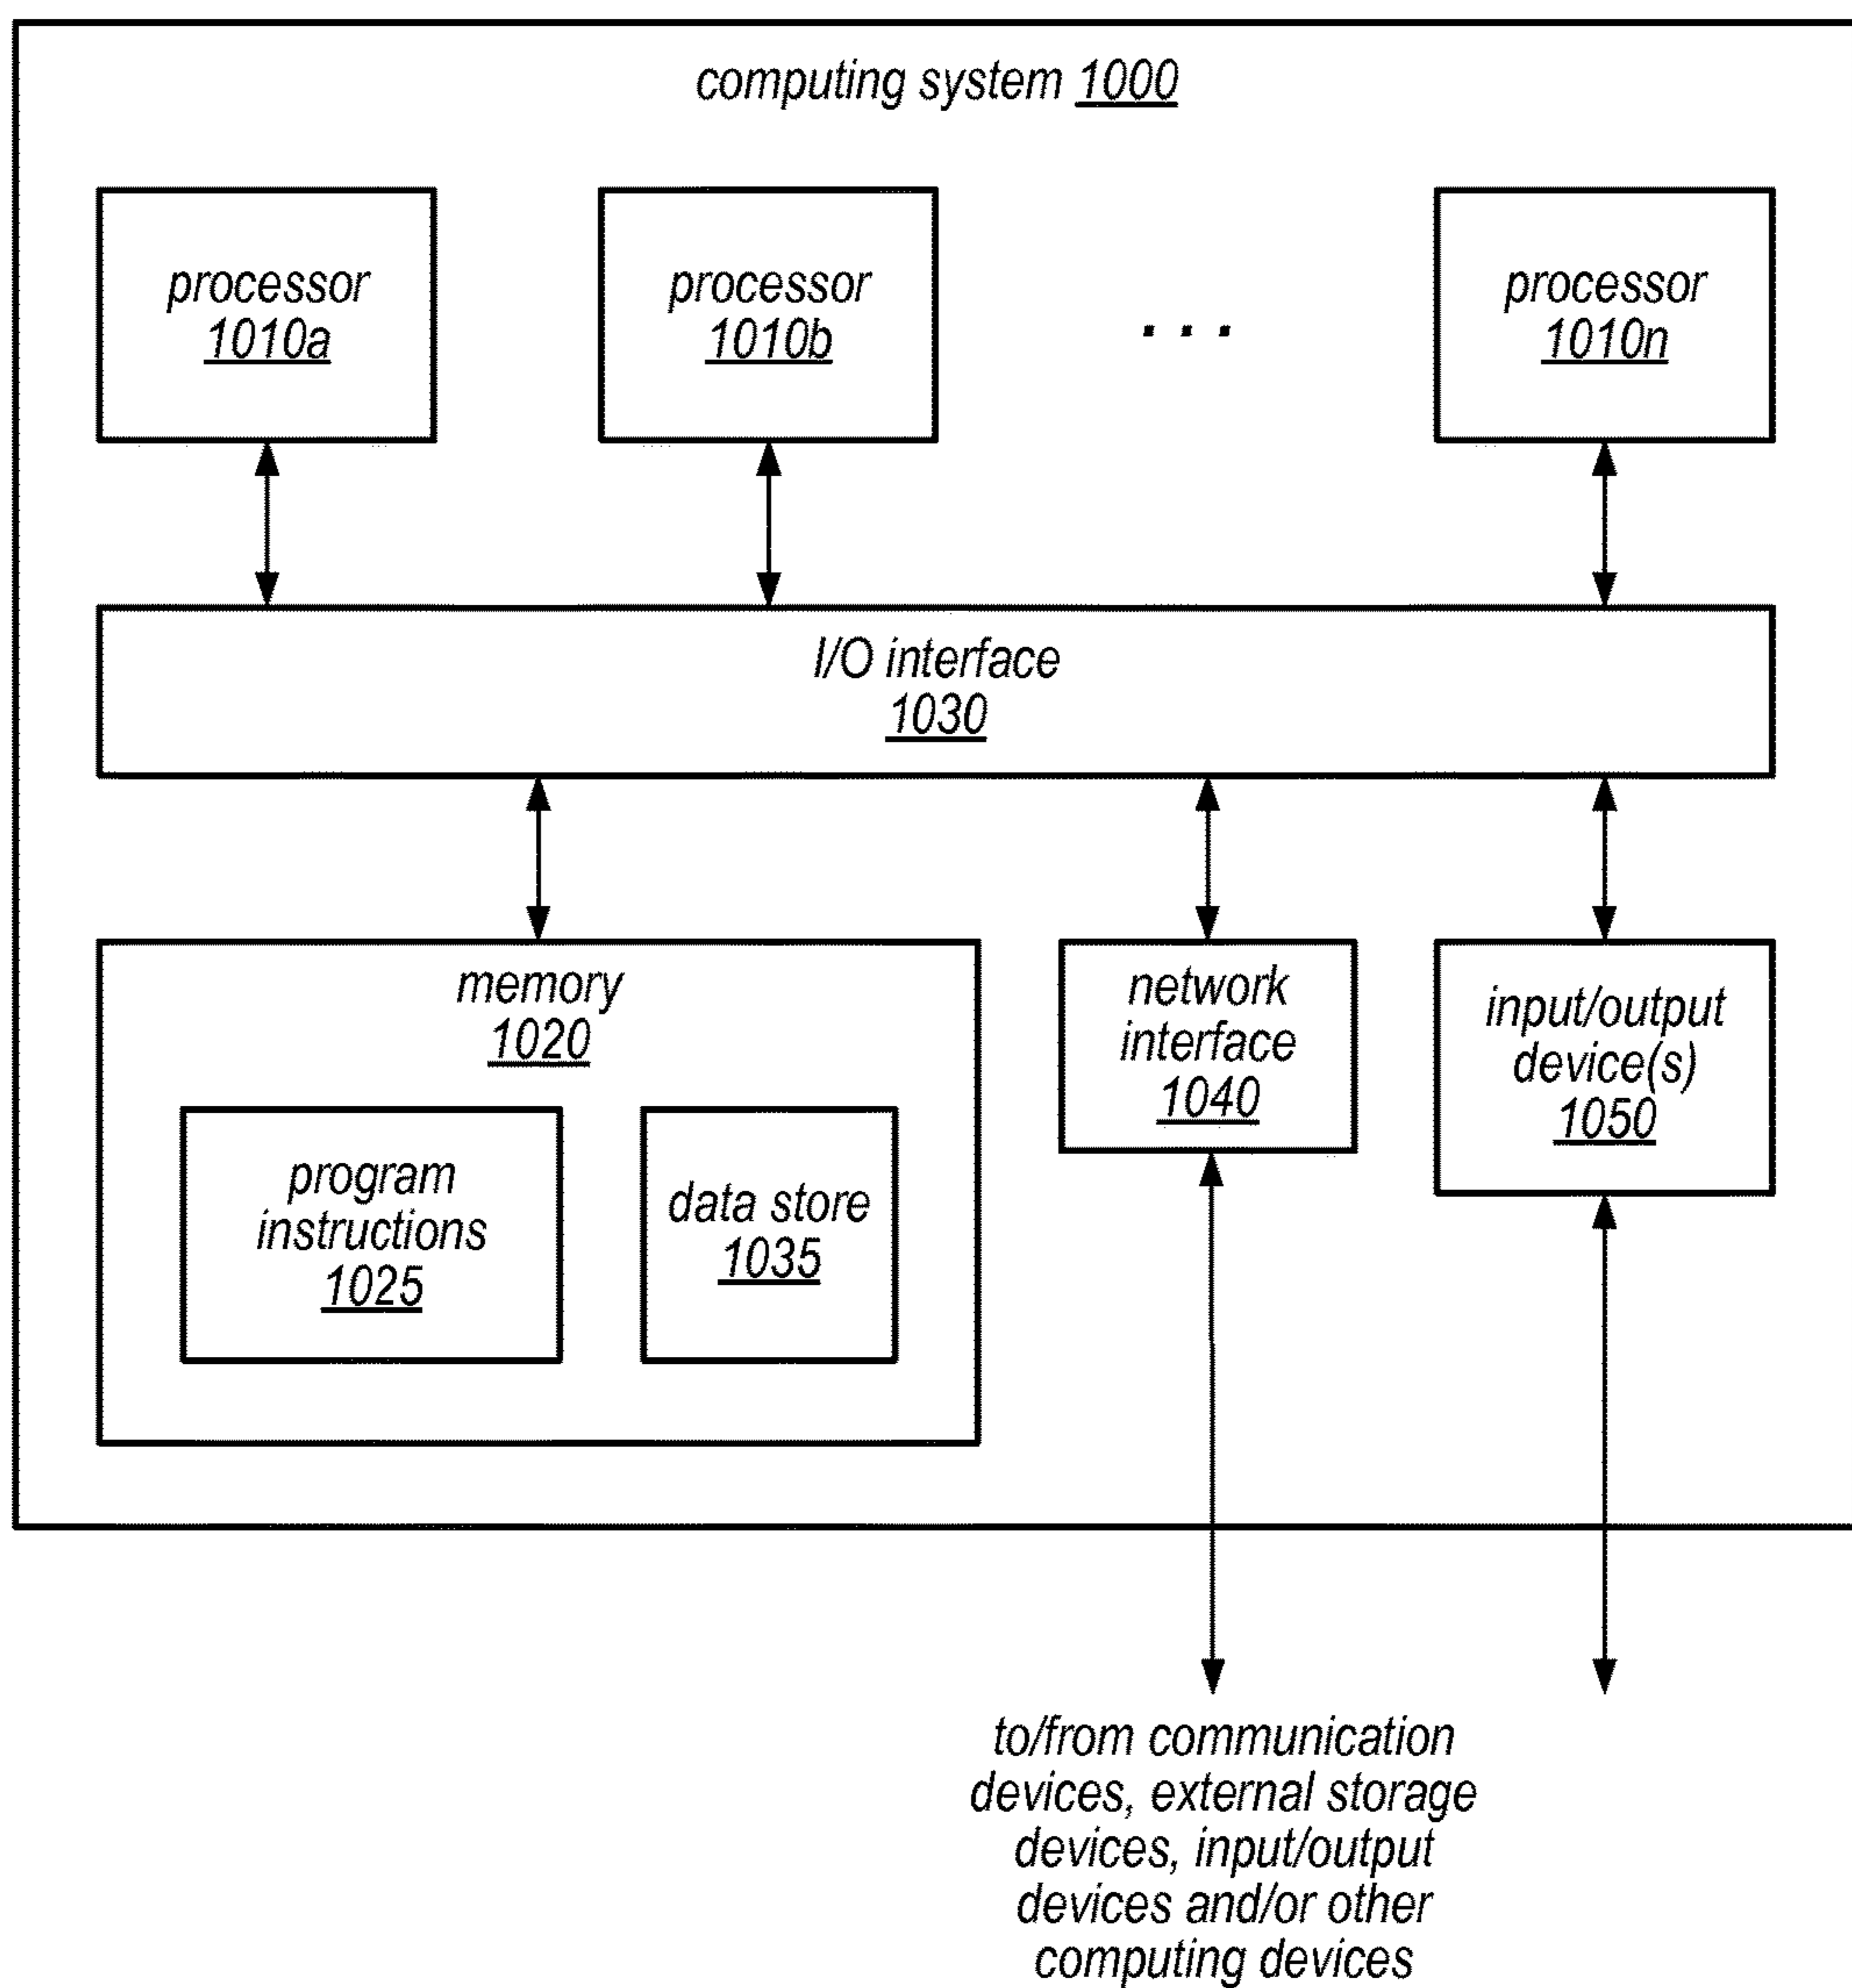 computing system 1000
processor
1010a
processor
1010b
. . .
processor
1010n
I/O interface
1030
memory
1020
program
instructions
1025
data store
1035
network
interface
1040
input/output
device(s)
1050
to/from communication
devices, external storage
devices, input/output
devices and/or other
computing devices